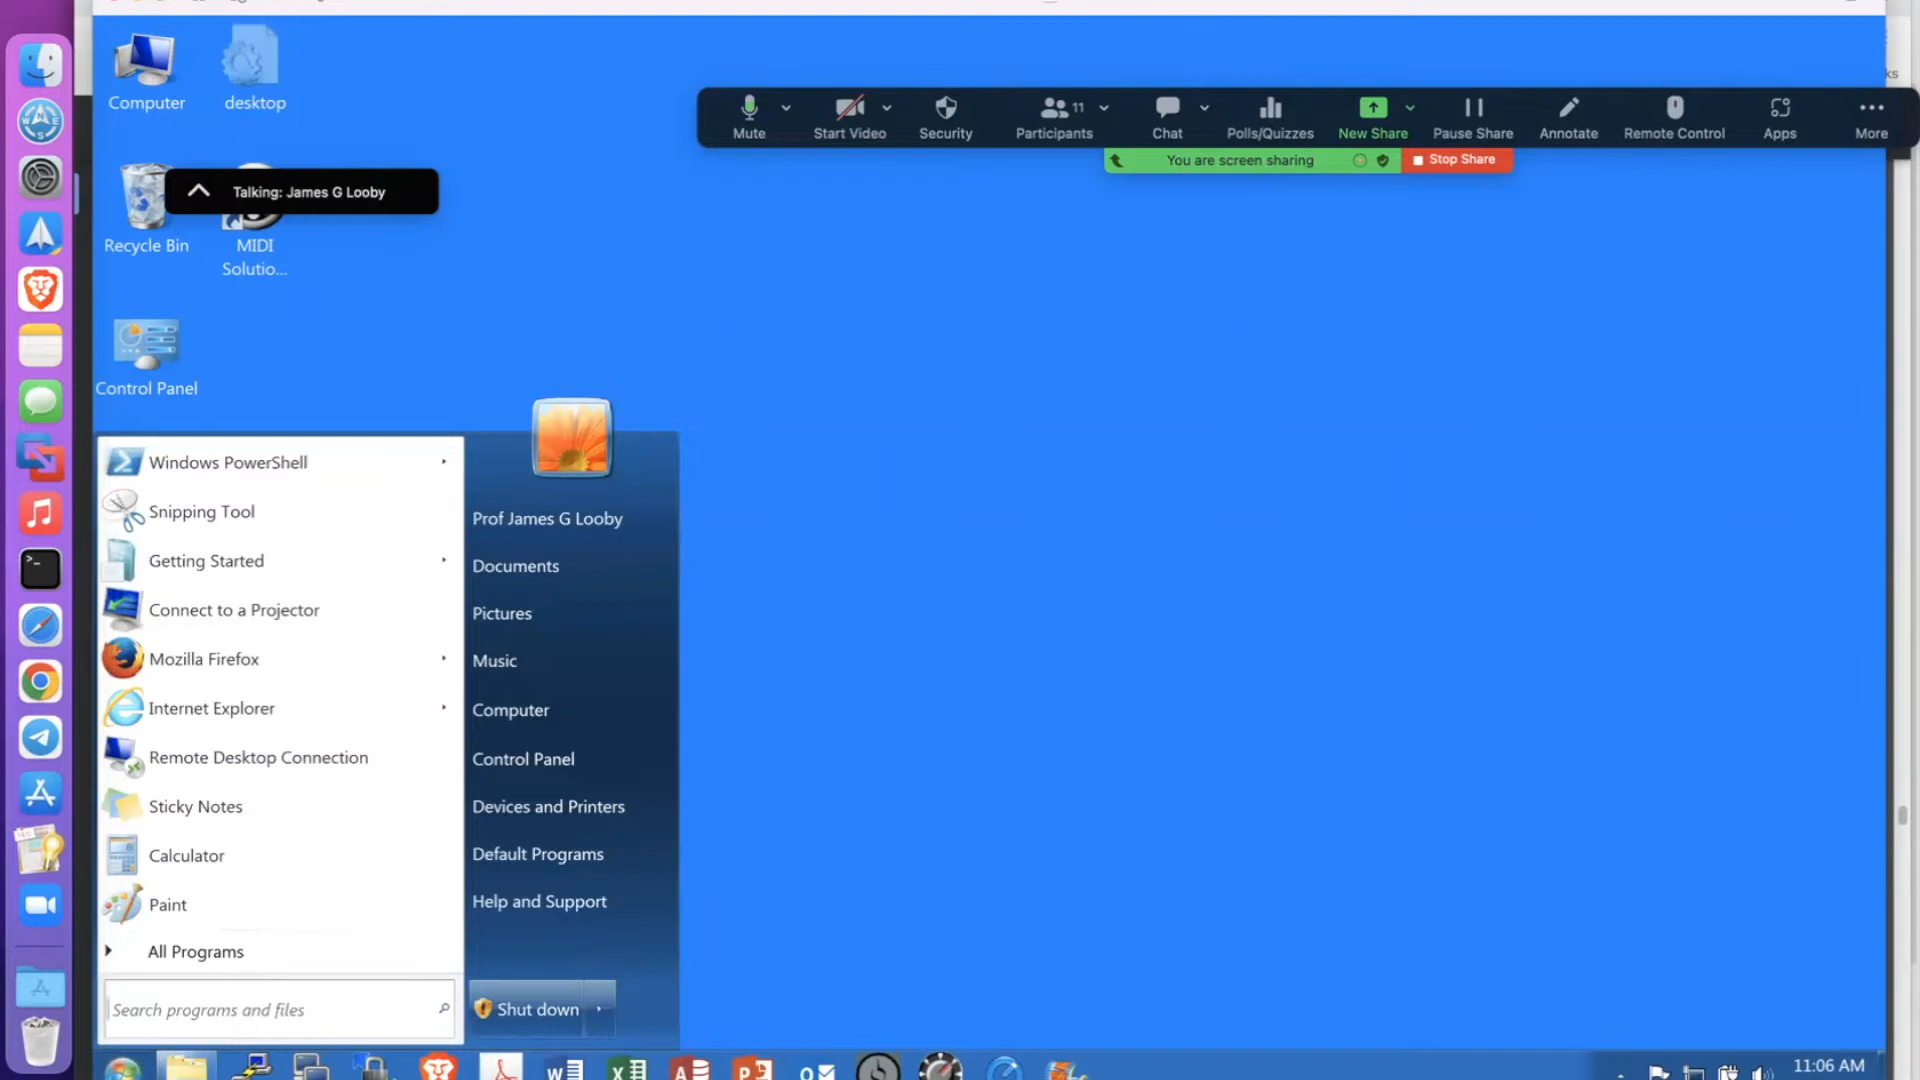 Computer
desktop
Mute
Start Video
Security
Participants
11
Chat
Polls/Quizzes
New Share
Pause Share
Annotate
Remote Control
Apps
More
You are screen sharing
Stop Share
Talking: James G Looby
Recycle Bin
MIDI
Solutio...
Control Panel
Windows PowerShell
Snipping Tool
Getting Started
Connect to a Projector
Mozilla Firefox
Internet Explorer
Remote Desktop Connection
Sticky Notes
Calculator
Paint
All Programs
Search programs and files
Prof James G Looby
Documents
Pictures
Music
Computer
Control Panel
Devices and Printers
Default Programs
Help and Support
Shut down
11:06 AM